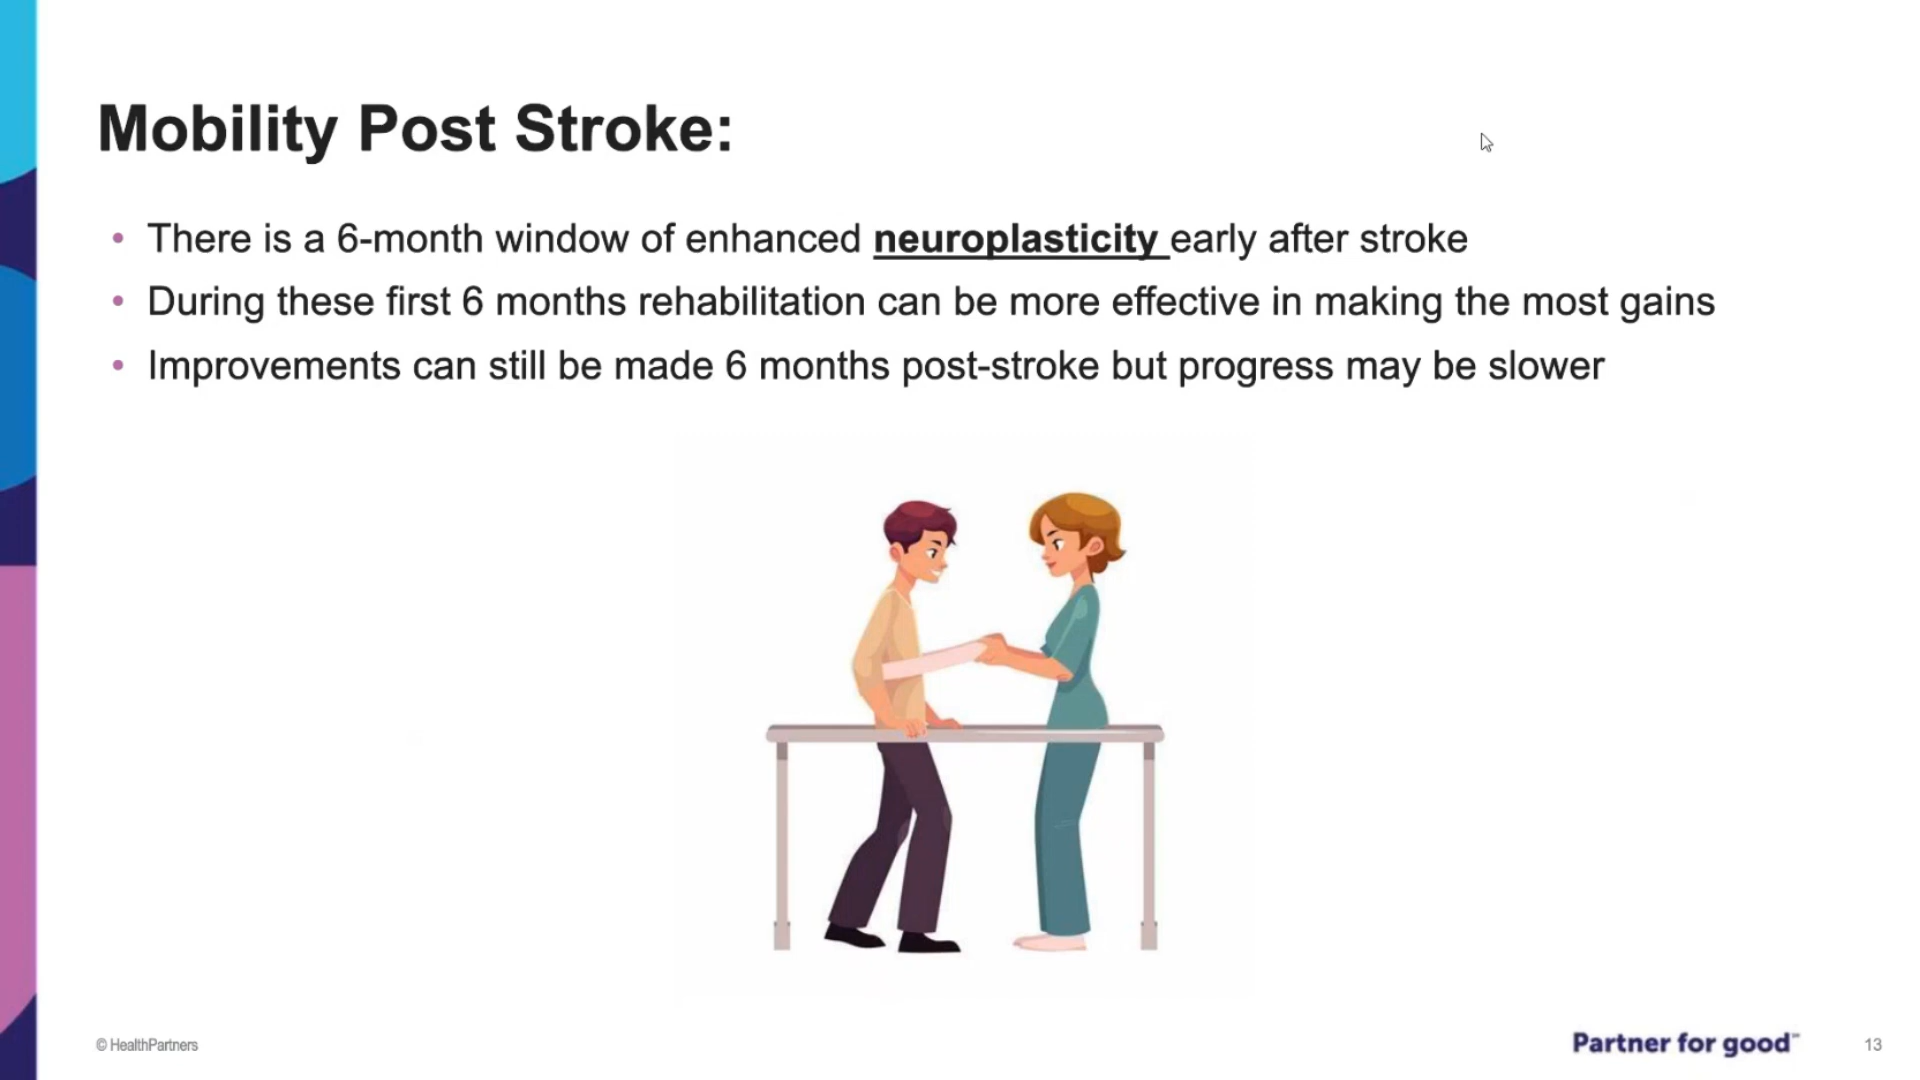 Mobility Post Stroke:
• There is a 6-month window of enhanced neuroplasticity early after stroke
• During these first 6 months rehabilitation can be more effective in making the most gains
• Improvements can still be made 6 months post-stroke but progress may be slower
© HealthPartners
Partner for good™
13